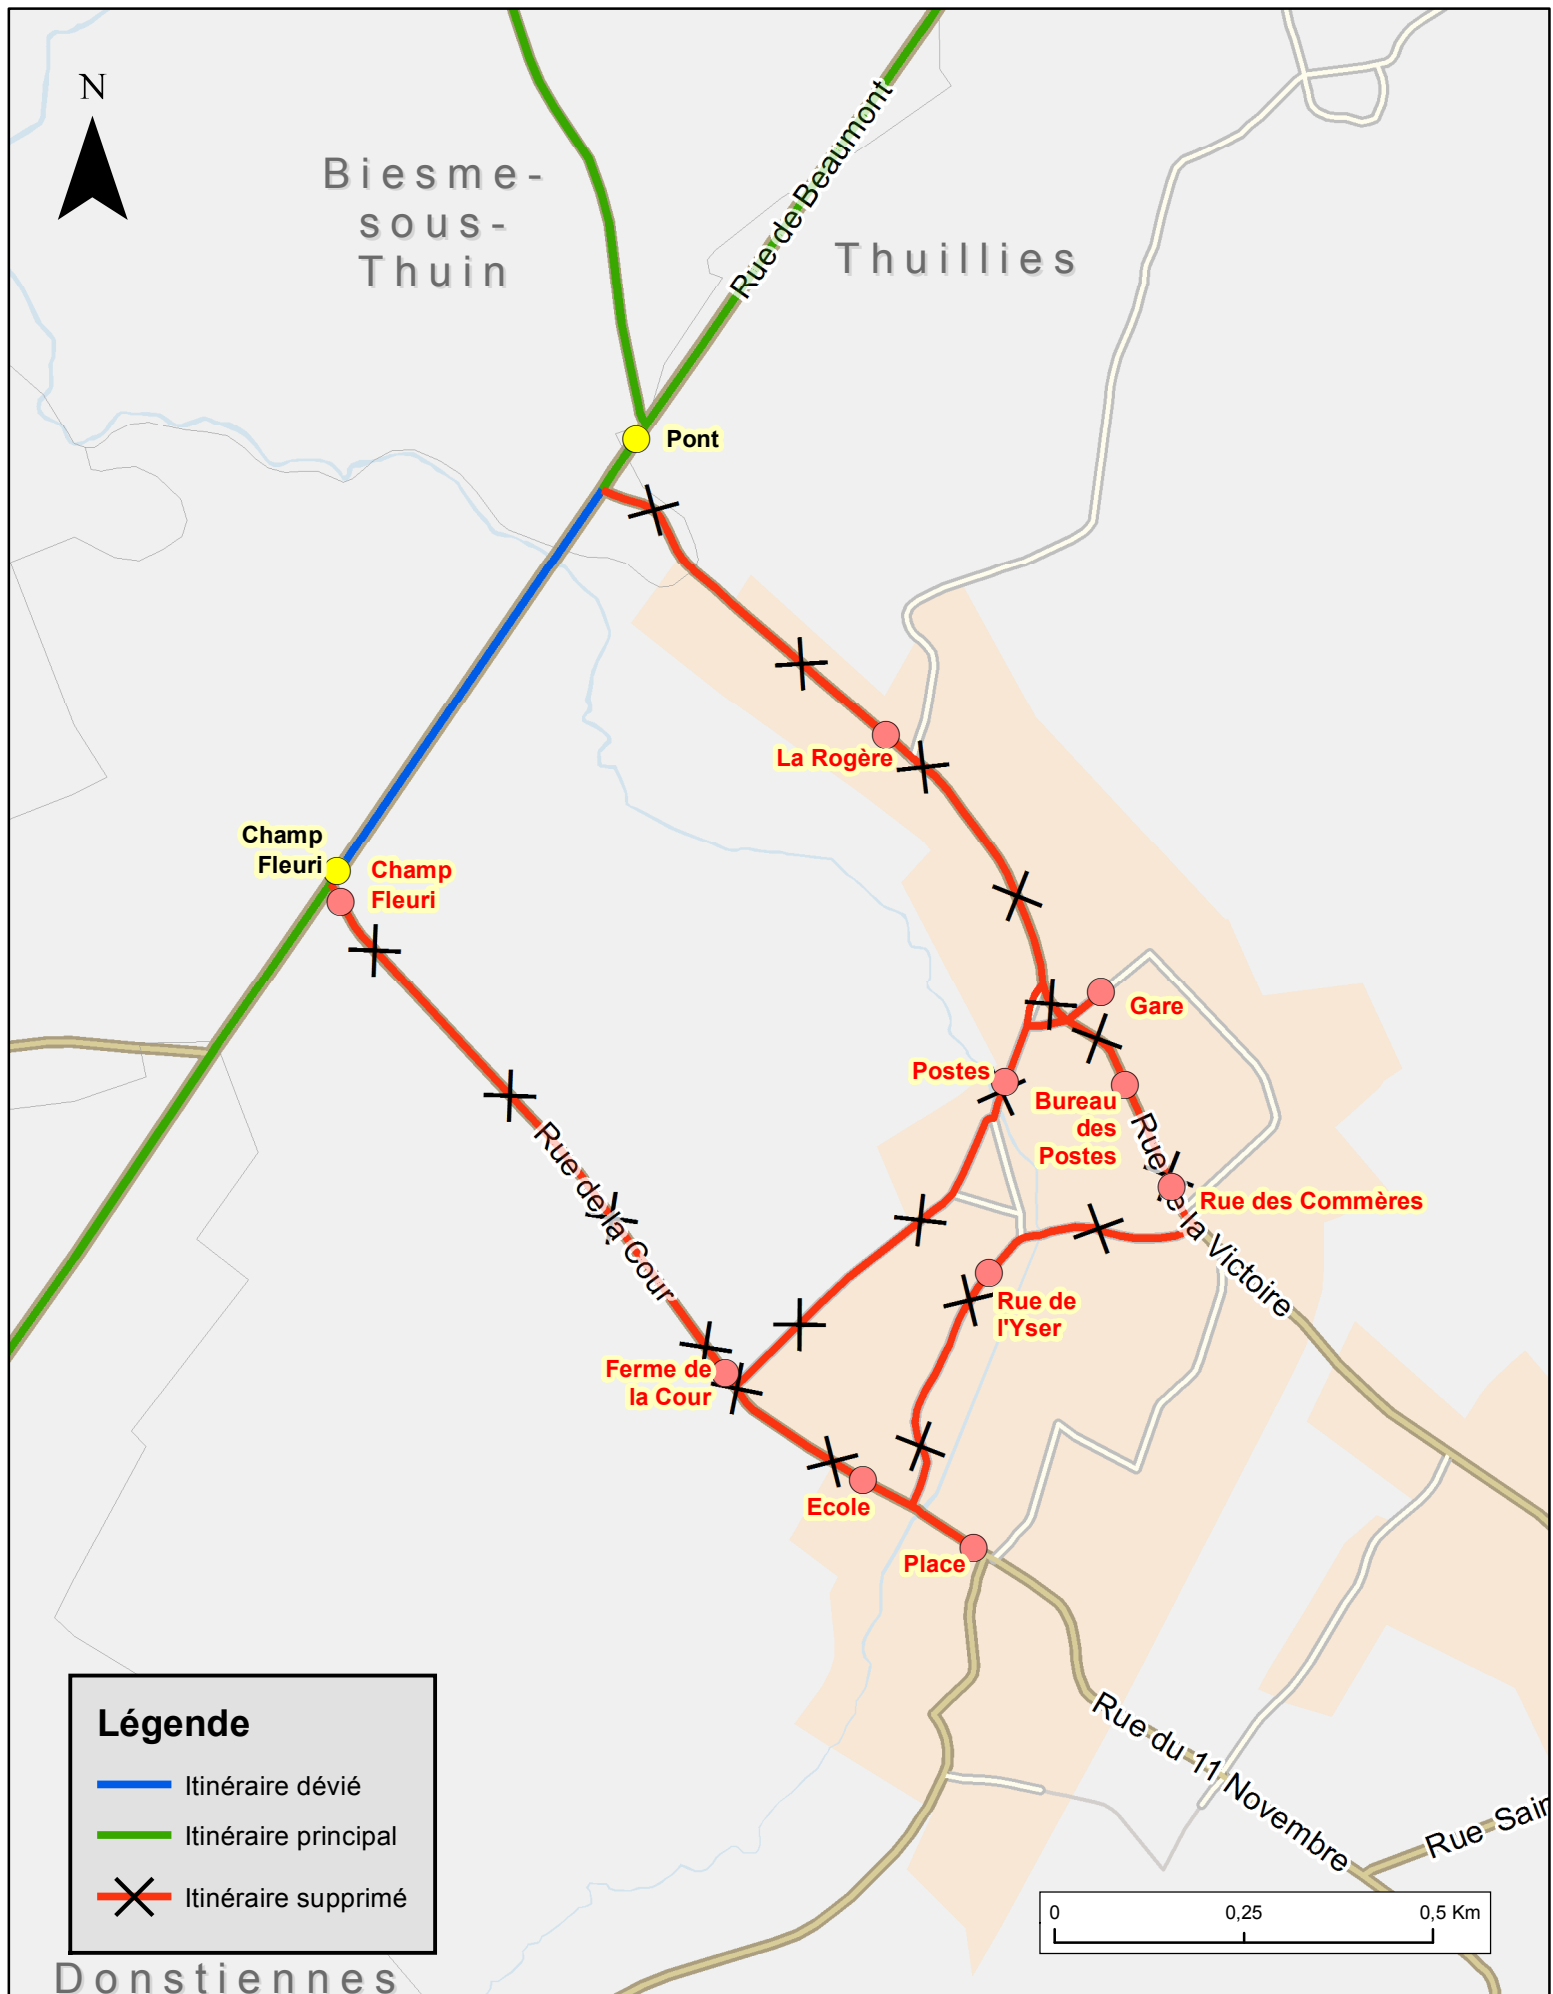 N
Biesme-
sous-
Thuin
Rue de Beaumont
Thuillies
Pont
La Rogère
Champ
Fleuri
Champ
Fleuri
Gare
Postes
Bureau
des
Postes
Rue des Commères
Rue de la Victoire
Rue de la Cour
Rue de
l'Yser
Ferme de
la Cour
Ecole
Place
Rue du 11 Novembre
Rue Sain
Légende
Itinéraire dévié
Itinéraire principal
Itinéraire supprimé
0 0,25 0,5 Km
Donstiennes